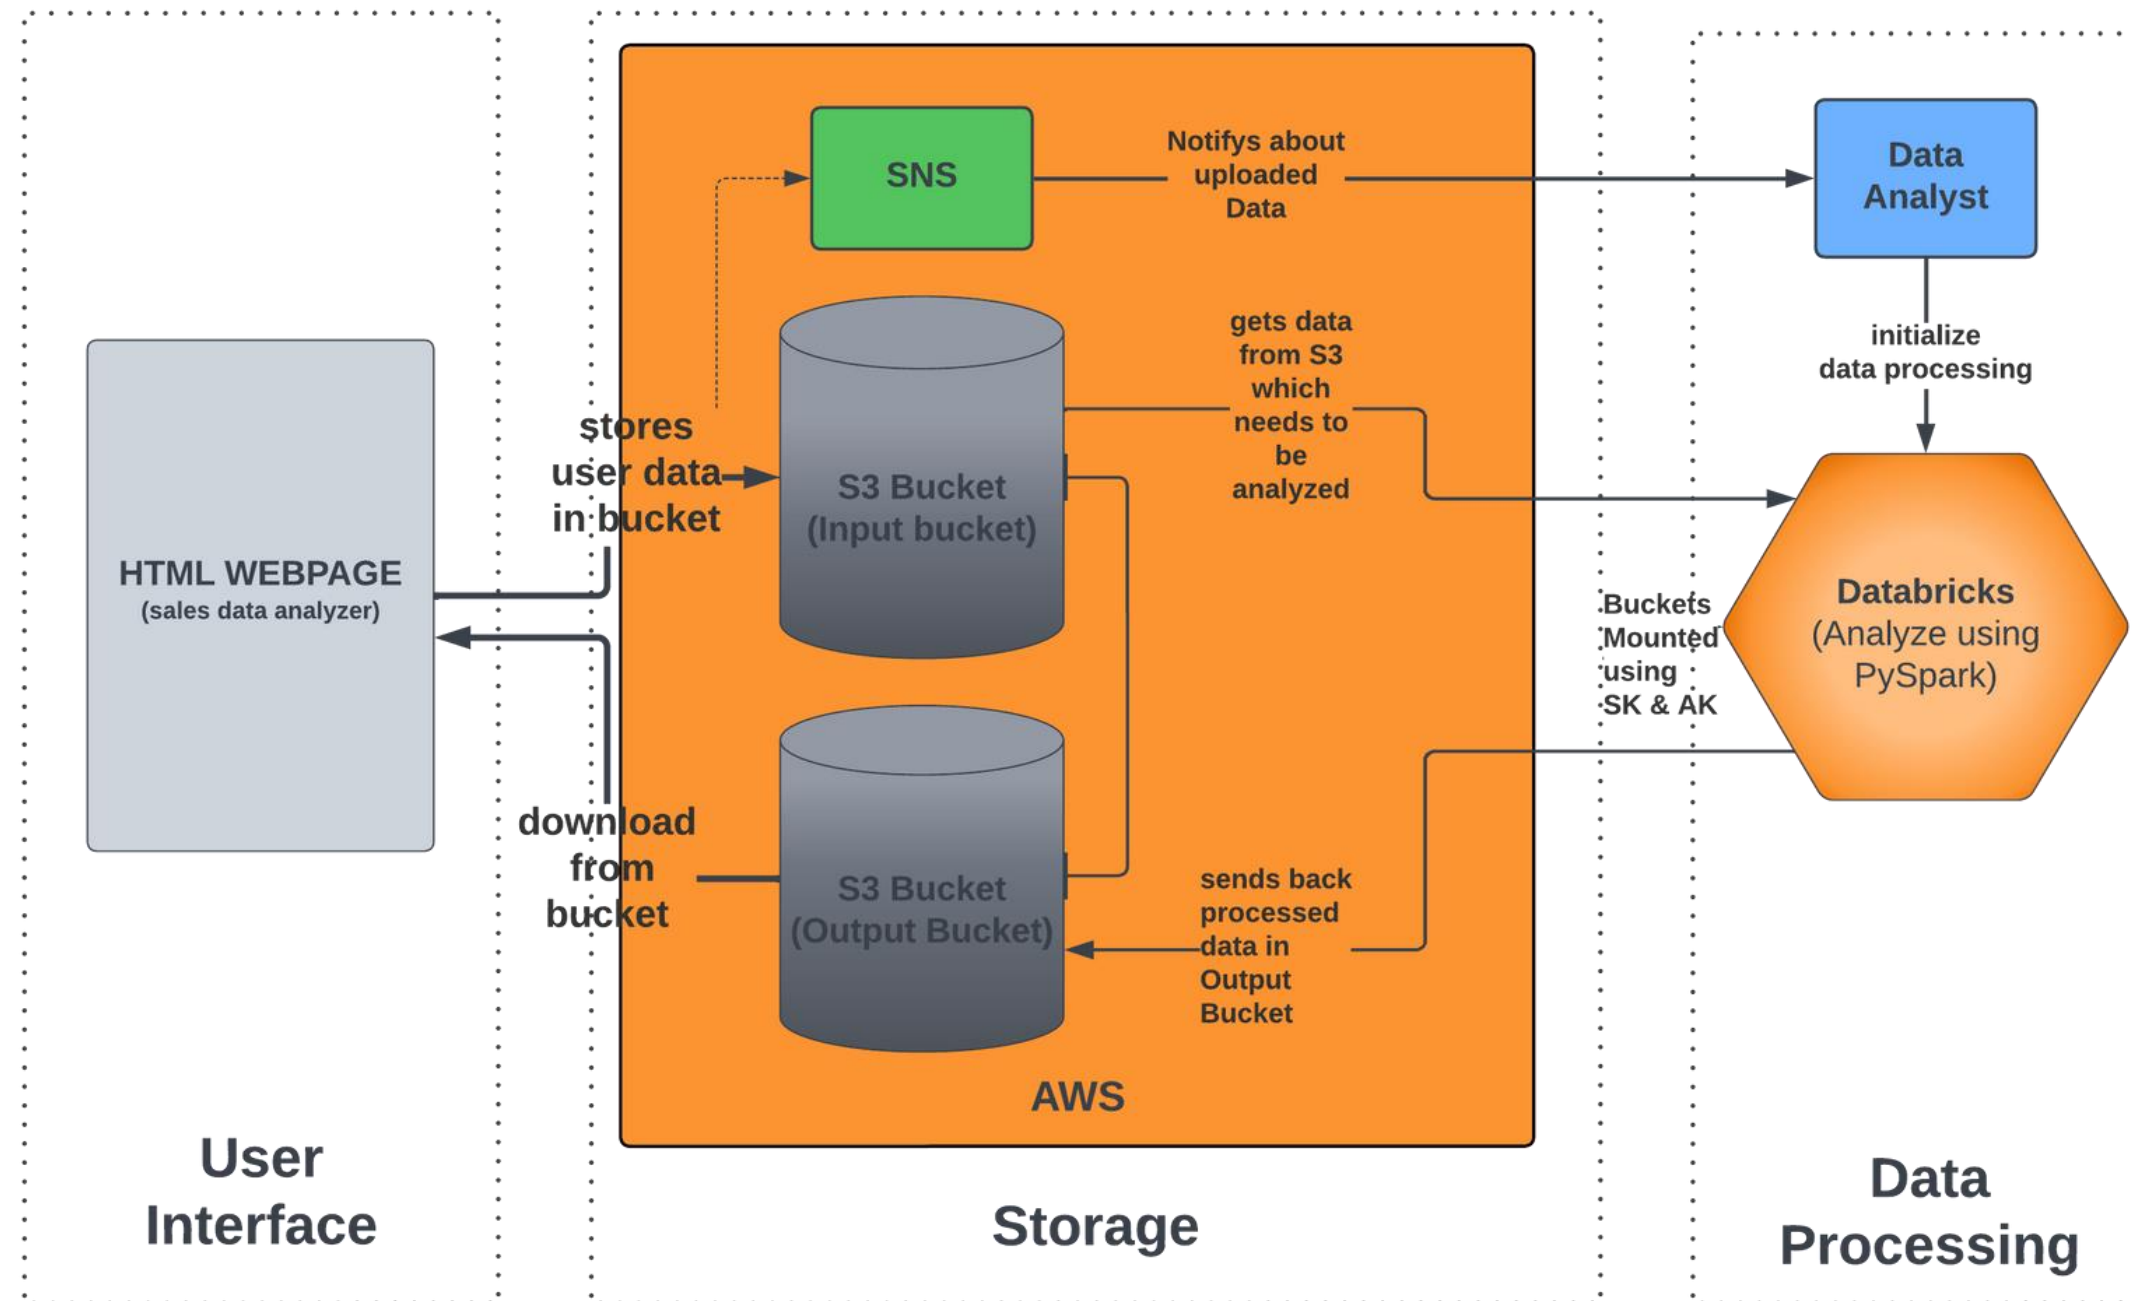 SNS
Notifys about
uploaded
Data
Data
Analyst
gets data
from S3
which
needs to
be
analyzed
initialize
data processing
stores
user data
in bucket
S3 Bucket
(Input bucket)
HTML WEBPAGE
(sales data analyzer)
Buckets
Mounted
using
SK & AK
Databricks
(Analyze using
PySpark)
download
from
bucket
S3 Bucket
(Output Bucket)
sends back
processed
data in
Output
Bucket
AWS
User
Interface
Storage
Data
Processing